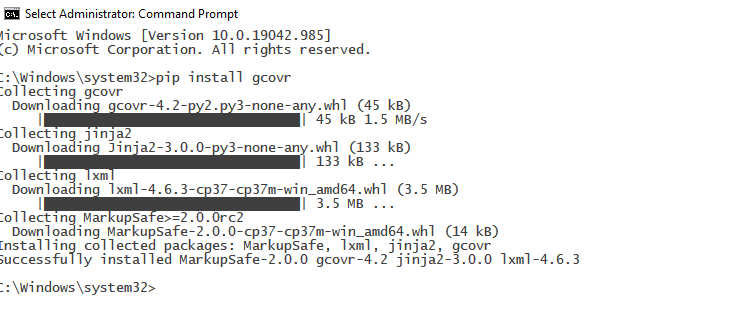 Select Administrator: Command Prompt
Microsoft Windows [Version 10.0.19042.985]
(c) Microsoft Corporation. All rights reserved.
C:\Windows\system32>pip install gcovr
Collecting gcovr
Downloading gcovr-4.2-py2.py3-none-any.whl (45 kB)
|████████████████████████████████| 45 kB 1.5 MB/s
Collecting jinja2
Downloading Jinja2-3.0.0-py3-none-any.whl (133 kB)
|████████████████████████████████| 133 kB ...
Collecting lxml
Downloading lxml-4.6.3-cp37-cp37m-win_amd64.whl (3.5 MB)
|████████████████████████████████| 3.5 MB ...
Collecting MarkupSafe>=2.0.0rc2
Downloading MarkupSafe-2.0.0-cp37-cp37m-win_amd64.whl (14 kB)
Installing collected packages: MarkupSafe, lxml, jinja2, gcovr
Successfully installed MarkupSafe-2.0.0 gcovr-4.2 jinja2-3.0.0 lxml-4.6.3
C:\Windows\system32>